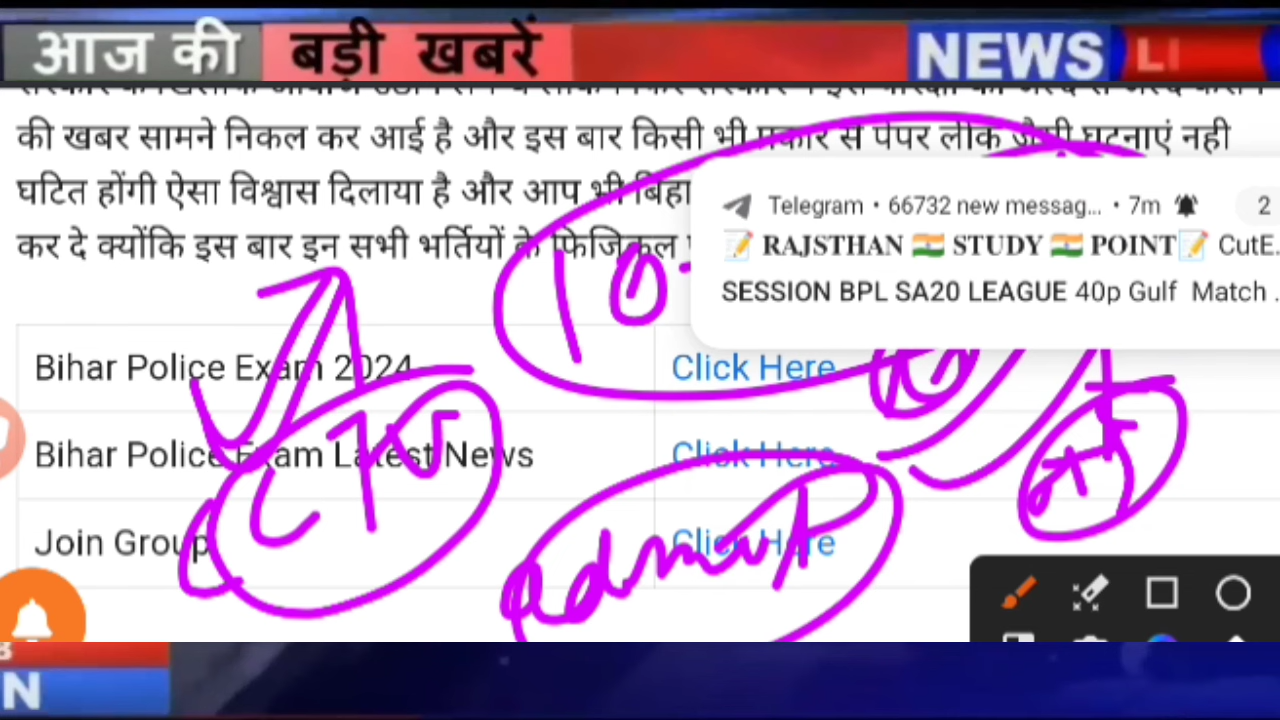 आज की बड़ी खबरें NEWS LI
की खबर सामने निकल कर आई है और इस बार किसी भी प्रकार से पेपर लीक जैसी घटनाएं नही
घटित होंगी ऐसा विश्वास दिलाया है और आप भी बिहा
कर दे क्योंकि इस बार इन सभी भर्तियों के फिजिकल
Telegram • 66732 new messag... • 7m 2
📝 RAJSTHAN 🇮🇳 STUDY 🇮🇳 POINT📝 CutE.
SESSION BPL SA20 LEAGUE 40p Gulf Match .
10
Bihar Police Exam 2024 Click Here
Bihar Police Exam Latest News Click Here
Join Group Click Here
N